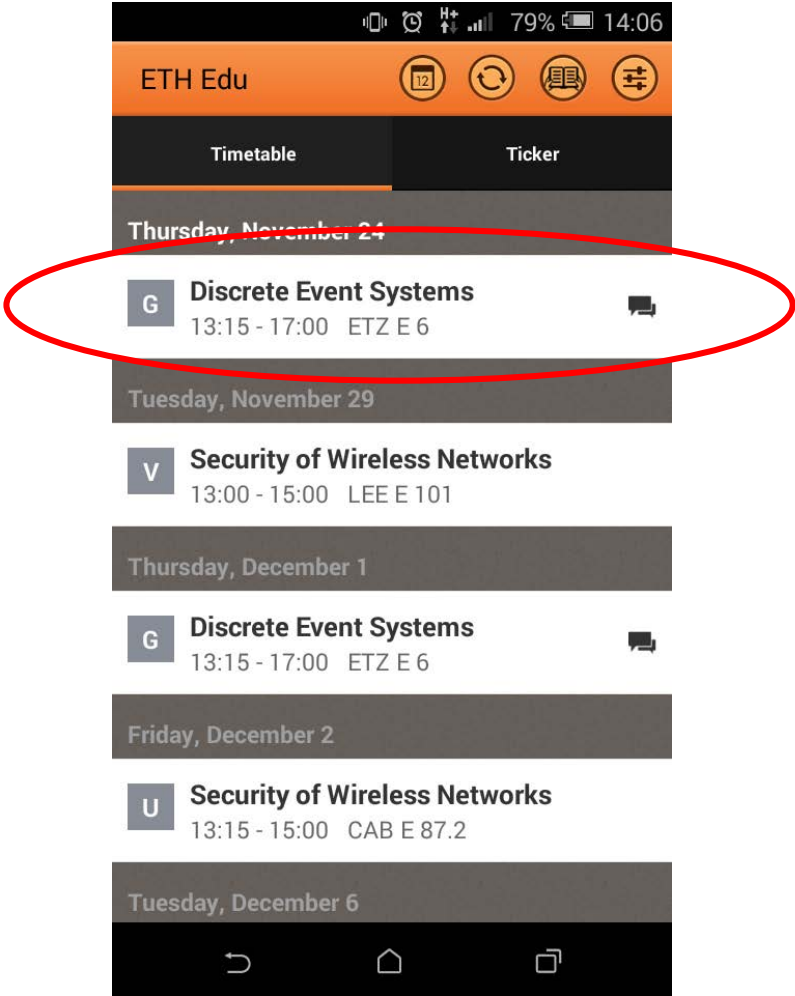 H+ 79% 14:06
ETH Edu 12
Timetable Ticker
Thursday, November 24
G Discrete Event Systems
13:15 - 17:00 ETZ E 6
Tuesday, November 29
V Security of Wireless Networks
13:00 - 15:00 LEE E 101
Thursday, December 1
G Discrete Event Systems
13:15 - 17:00 ETZ E 6
Friday, December 2
U Security of Wireless Networks
13:15 - 15:00 CAB E 87.2
Tuesday, December 6